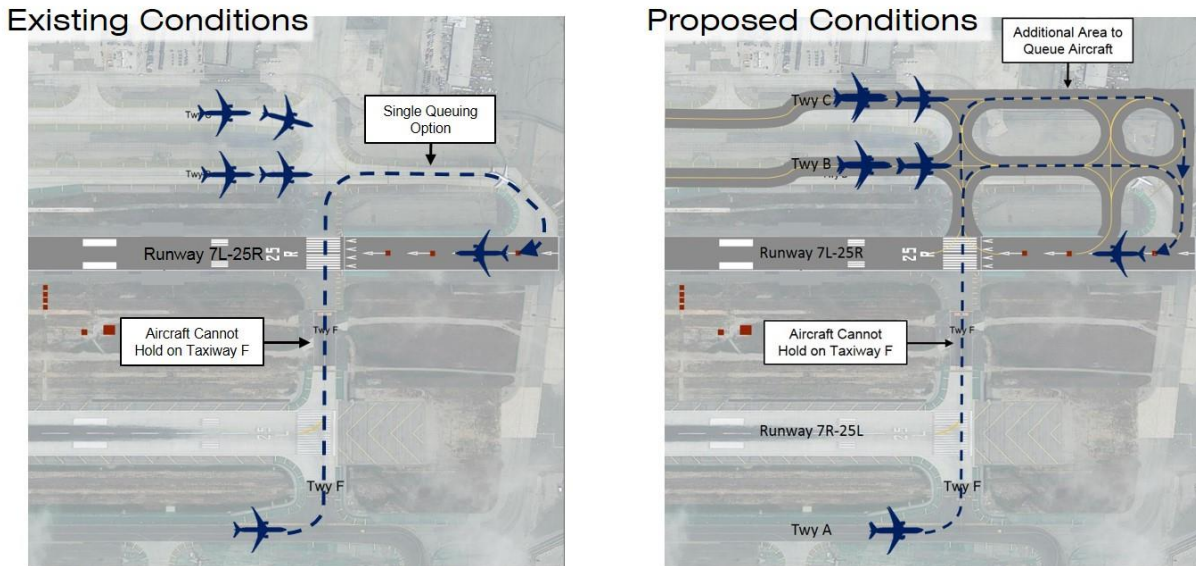 Existing Conditions
Single Queuing
Option
Runway 7L-25R
25
R
Aircraft Cannot
Hold on Taxiway F
Twy F
25
Twy F
Proposed Conditions
Additional Area to
Queue Aircraft
Twy C
Twy B
Runway 7L-25R
25
R
Aircraft Cannot
Hold on Taxiway F
Twy F
Runway 7R-25L
25
Twy F
Twy A